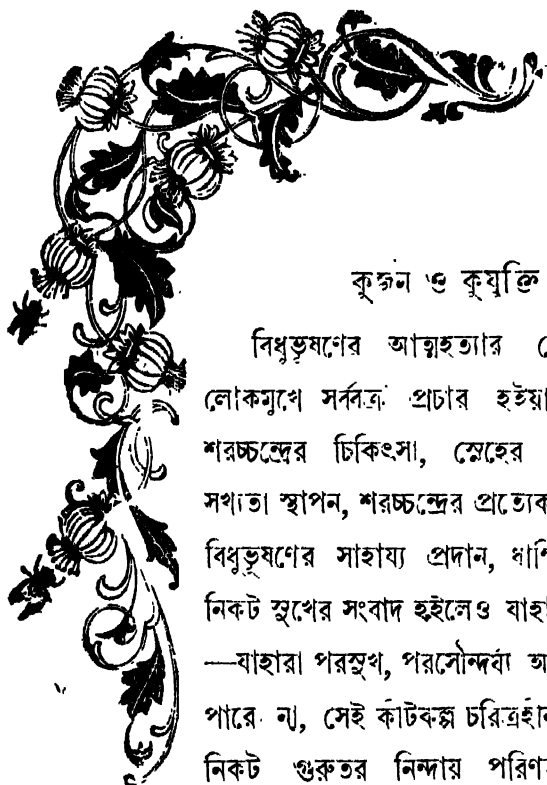 কুজন ও কুযুক্তি
বিধুভূষণের আত্মহত্যার
লোকমুখে সর্ব্বত্র প্রচার হইয়া
শরচ্চন্দ্রের চিকিৎসা, স্নেহের
সখ্যতা স্থাপন, শরচ্চন্দ্রের প্রত্যেক
বিধুভূষণের সাহায্য প্রদান,
নিকট সুখের সংবাদ হইলেও যাহা
—যাহারা পরসুখ, পরসৌন্দর্য্য
পারে না, সেই কীটকল্প চরিত্রহীন
নিকট গুরুতর নিন্দায় পরিণ